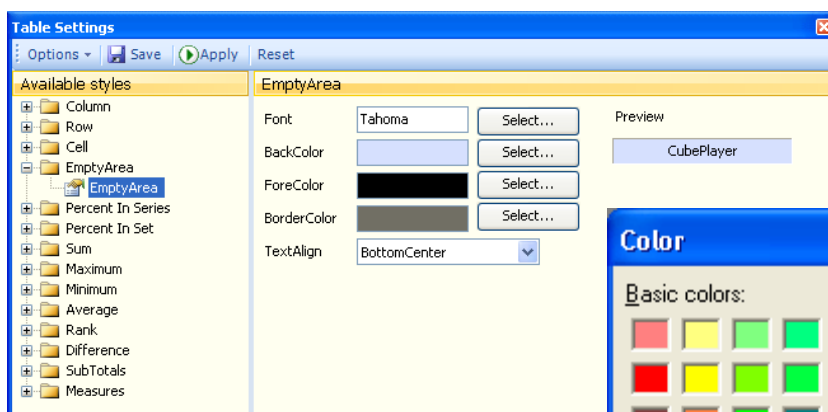 Table Settings
Options Save Apply Reset
Available styles
Column
Row
Cell
EmptyArea
EmptyArea
Percent In Series
Percent In Set
Sum
Maximum
Minimum
Average
Rank
Difference
SubTotals
Measures
EmptyArea
Font Tahoma Select...
BackColor Select...
ForeColor Select...
BorderColor Select...
TextAlign BottomCenter
Preview
CubePlayer
Color
Basic colors: